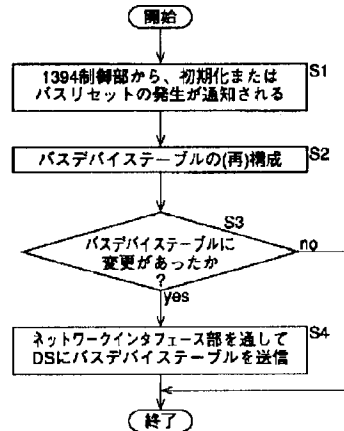 開始
1394制御部から、初期化または
バスリセットの発生が通知される
S1
バスデバイステーブルの(再)構成
S2
S3
バスデバイステーブルに
変更があったか
?
no
yes
ネットワークインタフェース部を通して
DSにバスデバイステーブルを送信
S4
終了